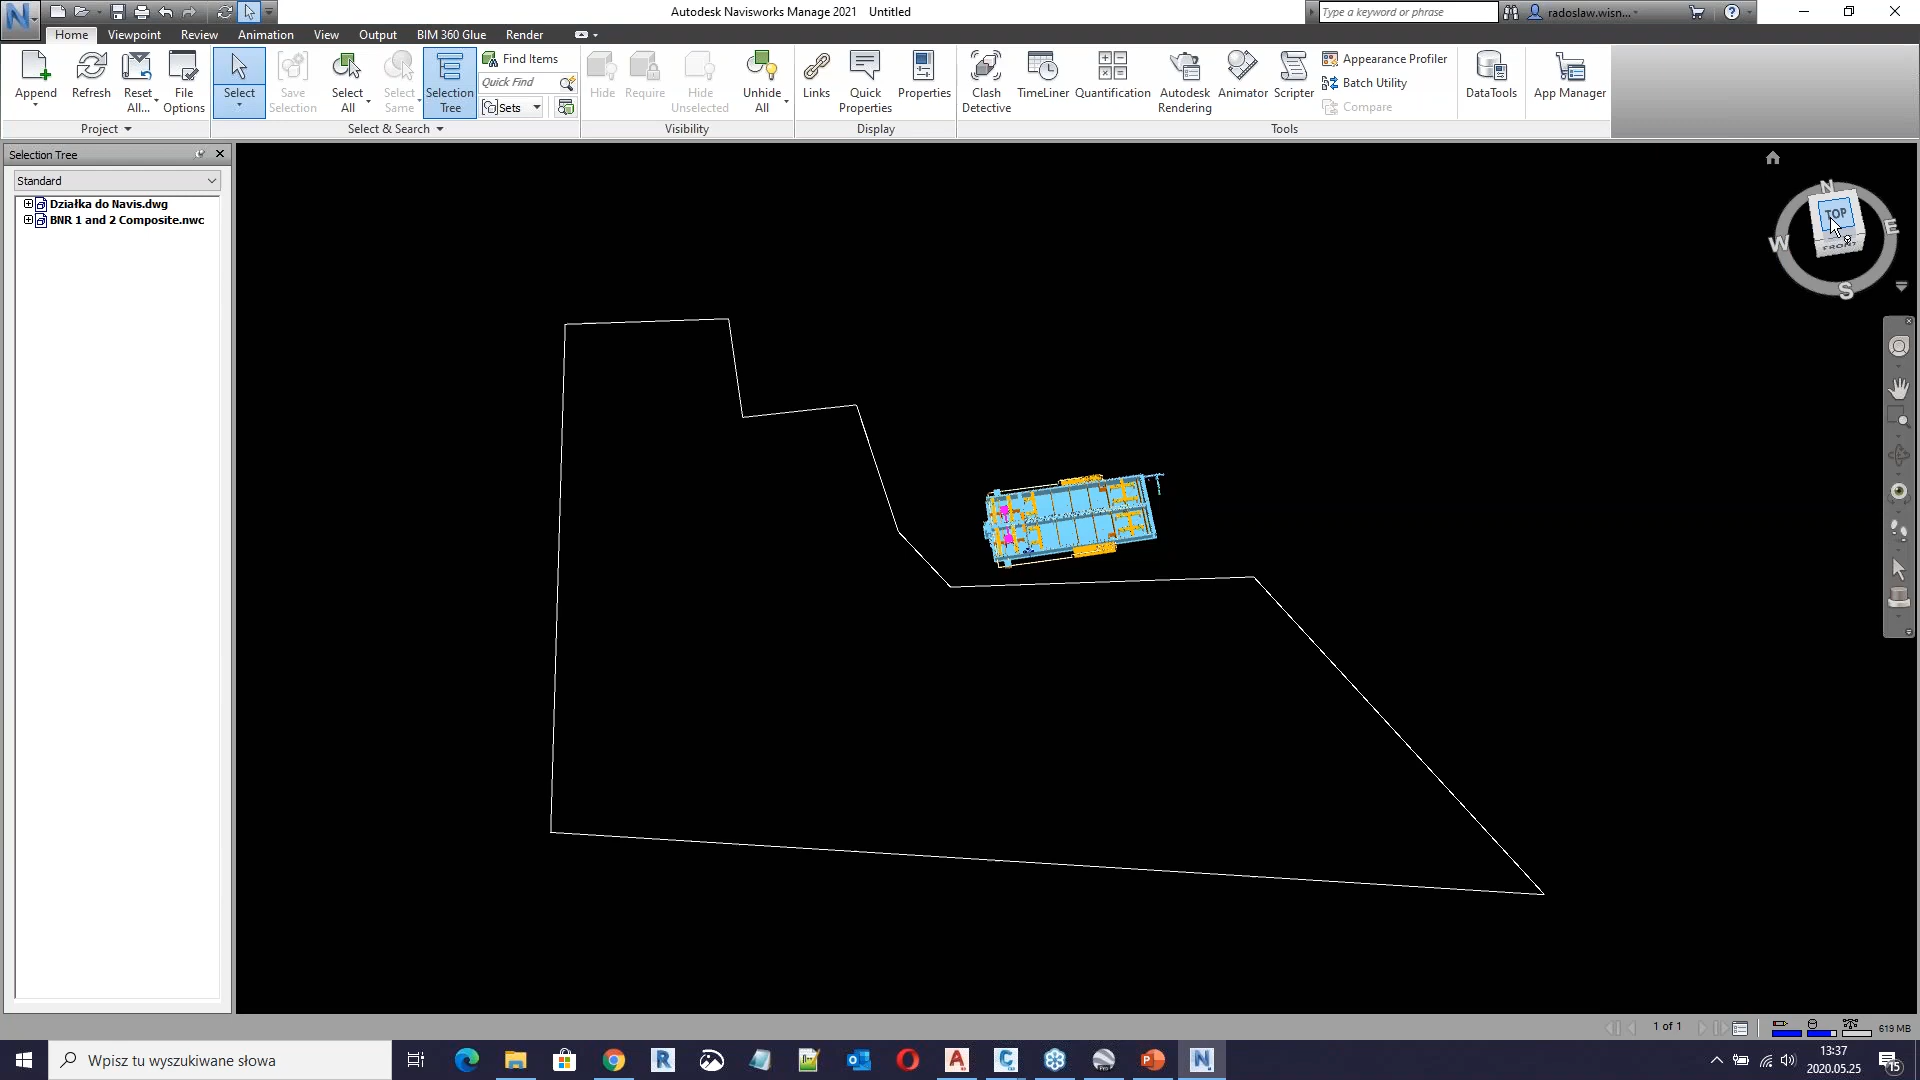 Autodesk Navisworks Manage 2021 Untitled
Type a keyword or phrase
radoslaw.wisn...
Home Viewpoint Review Animation View Output BIM 360 Glue Render
Append
Refresh
Reset
All...
File
Options
Select
Save
Selection
Select
All
Select
Same
Selection
Tree
Find Items
Quick Find
Sets
Hide
Require
Hide
Unselected
Unhide
All
Links
Quick
Properties
Properties
Clash
Detective
TimeLiner
Quantification
Autodesk
Rendering
Animator
Scripter
Appearance Profiler
Batch Utility
Compare
DataTools
App Manager
Project
Select & Search
Visibility
Display
Tools
Selection Tree
Standard
Działka do Navis.dwg
BNR 1 and 2 Composite.nwc
N
TOP
E
W
FRONT
S
1 of 1
619 MB
Wpisz tu wyszukiwane słowa
13:37
2020.05.25
15